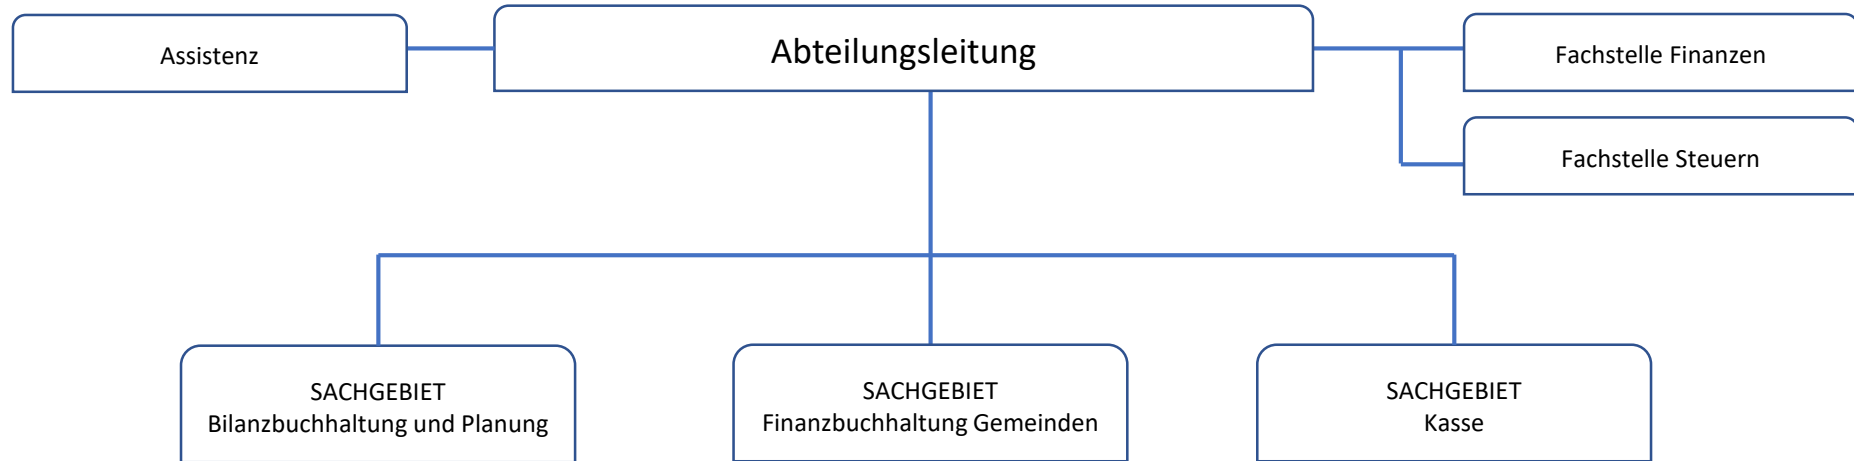 Assistenz
Abteilungsleitung
Fachstelle Finanzen
Fachstelle Steuern
SACHGEBIET
Bilanzbuchhaltung und Planung
SACHGEBIET
Finanzbuchhaltung Gemeinden
SACHGEBIET
Kasse